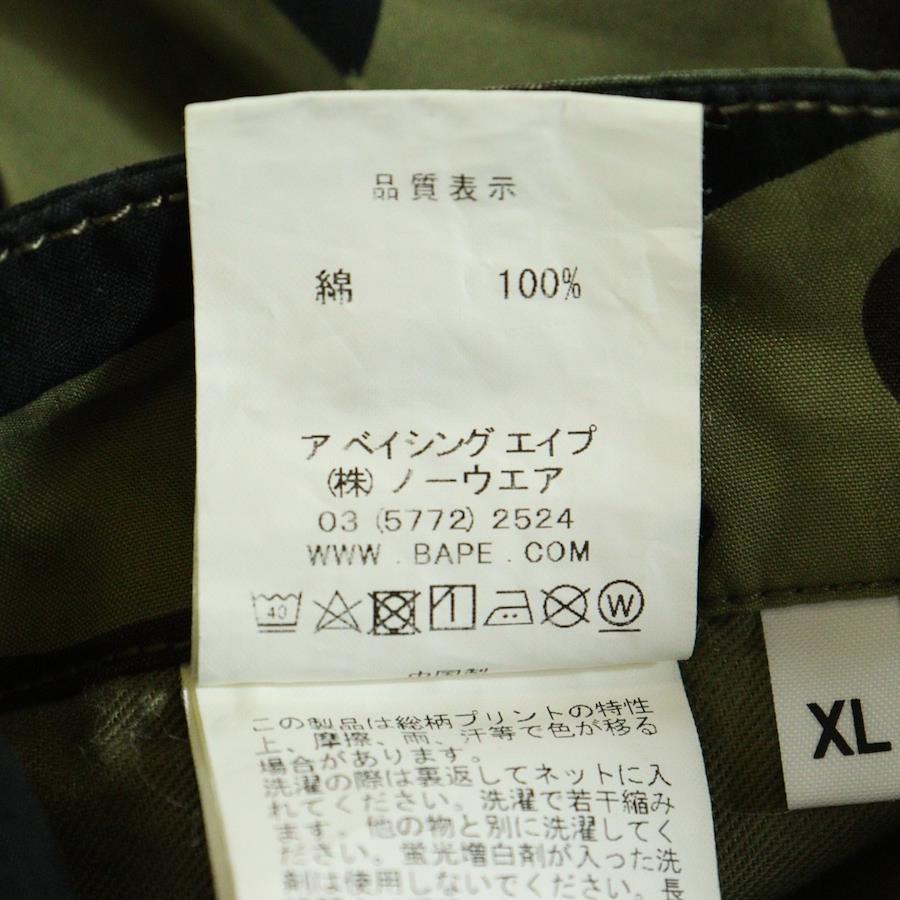 品質表示
綿 100%
ア ベイシング エイプ
(株) ノーウエア
03 (5772) 2524
WWW . BAPE . COM
40 W
中国製
この製品は総柄プリントの特性
上、摩擦、雨、汗等で色が移る
場合があります。
洗濯の際は裏返してネットに入
れてください。洗濯で若干縮み
ます。他の物と別に洗濯してく
ださい。蛍光増白剤が入った洗
剤は使用しないでください。長
XL